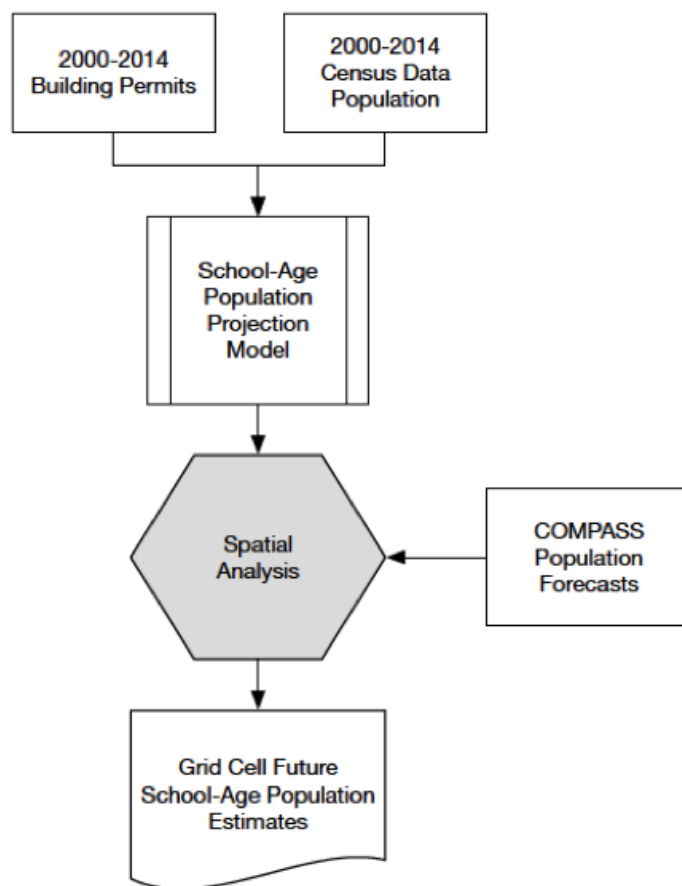 2000-2014
Building Permits
2000-2014
Census Data
Population
School-Age
Population
Projection
Model
Spatial
Analysis
COMPASS
Population
Forecasts
Grid Cell Future
School-Age Population
Estimates